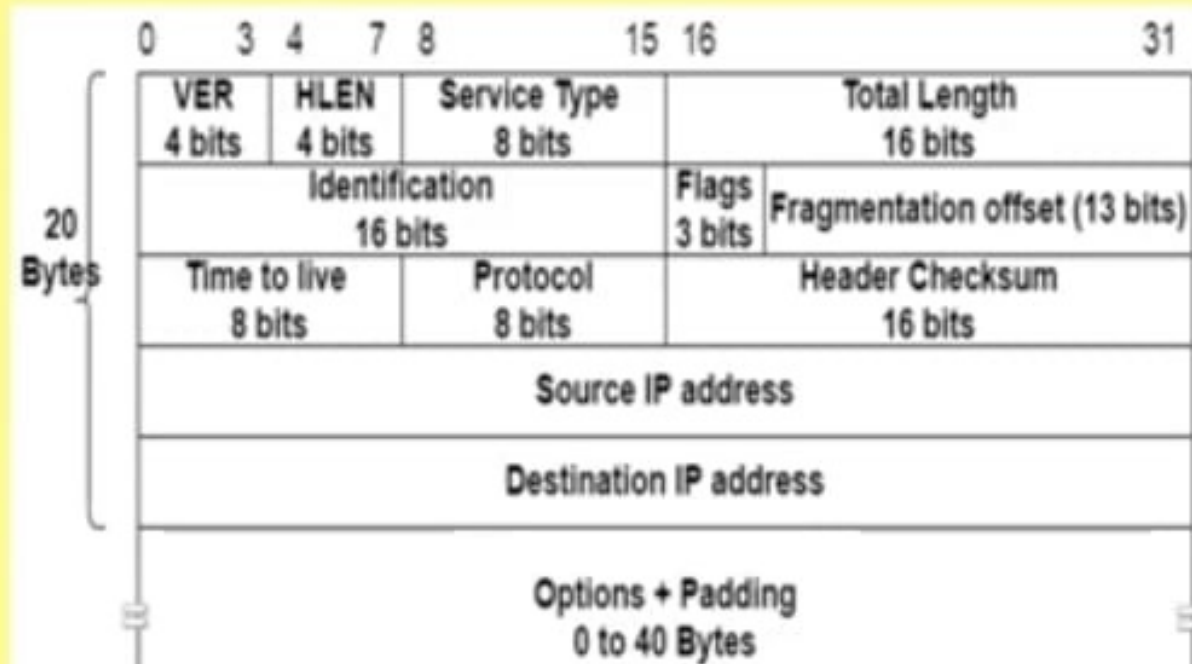 0 3 4 7 8 15 16 31
VER HLEN Service Type Total Length
4 bits 4 bits 8 bits 16 bits
Identification Flags Fragmentation offset (13 bits)
16 bits 3 bits
20
Bytes
Time to live Protocol Header Checksum
8 bits 8 bits 16 bits
Source IP address
Destination IP address
Options + Padding
0 to 40 Bytes